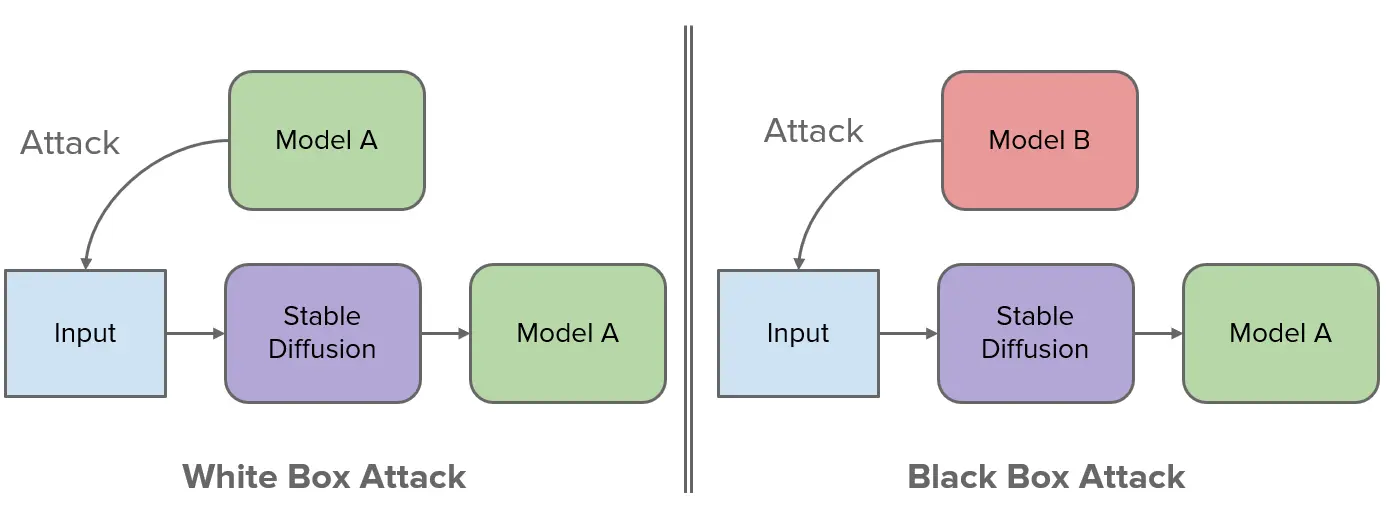 Attack
Model A
Input
Stable
Diffusion
Model A
White Box Attack
Attack
Model B
Input
Stable
Diffusion
Model A
Black Box Attack